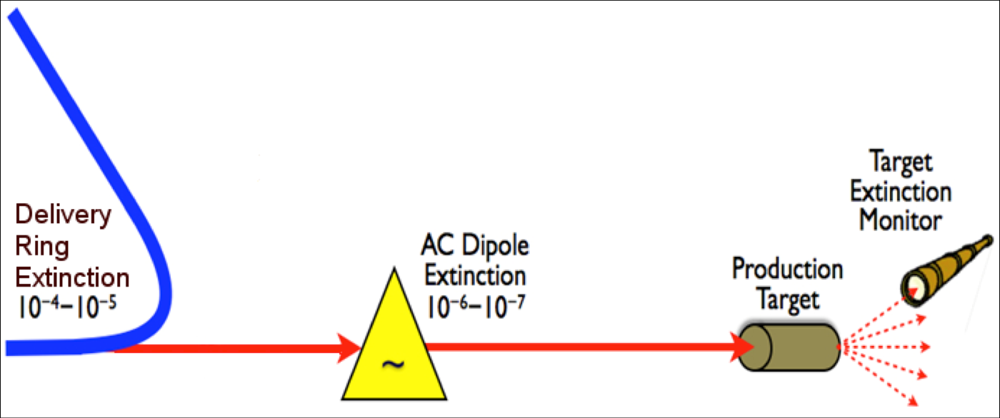 Delivery
Ring
Extinction
10⁻⁴–10⁻⁵
AC Dipole
Extinction
10⁻⁶–10⁻⁷
~
Production
Target
Target
Extinction
Monitor